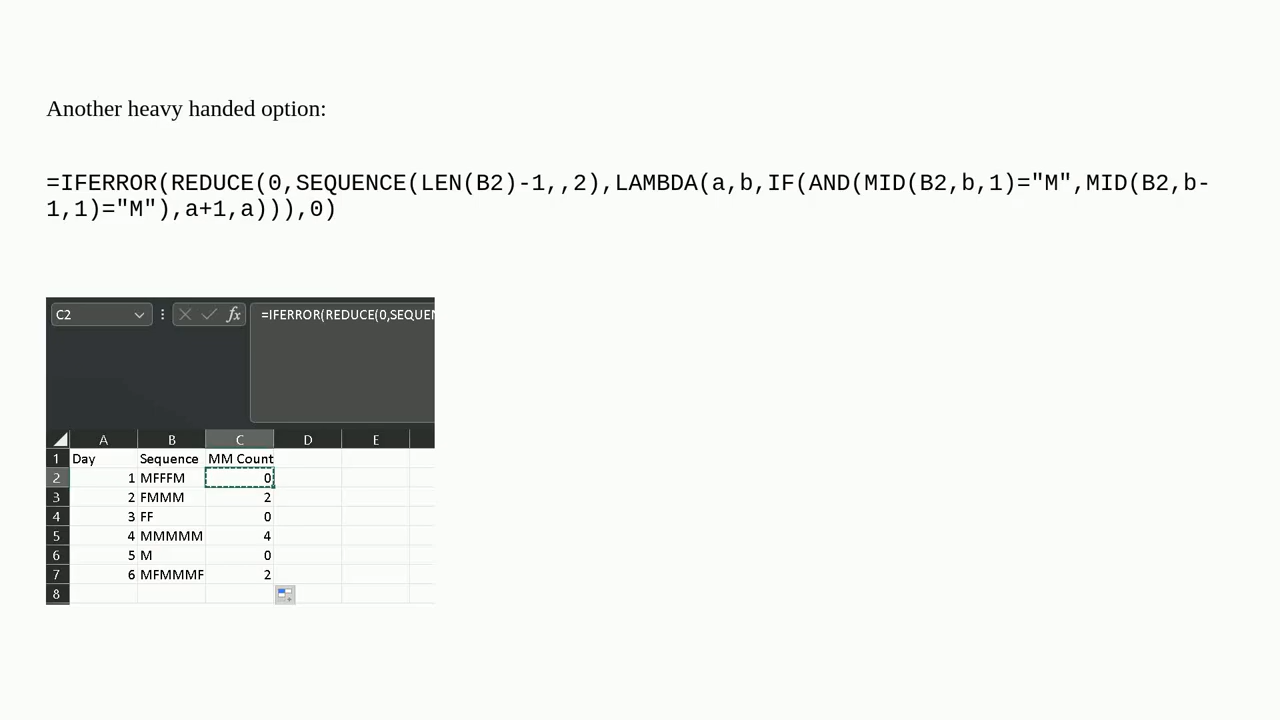 Another heavy handed option:
=IFERROR(REDUCE(0,SEQUENCE(LEN(B2)-1,,2),LAMBDA(a,b,IF(AND(MID(B2,b,1)="M",MID(B2,b-
1,1)="M"),a+1,a))),0)
C2 fx =IFERROR(REDUCE(0,SEQUEN
A B C D E
1 Day Sequence MM Count
2 1 MFFFM 0
3 2 FMMM 2
4 3 FF 0
5 4 MMMMM 4
6 5 M 0
7 6 MFMMMF 2
8